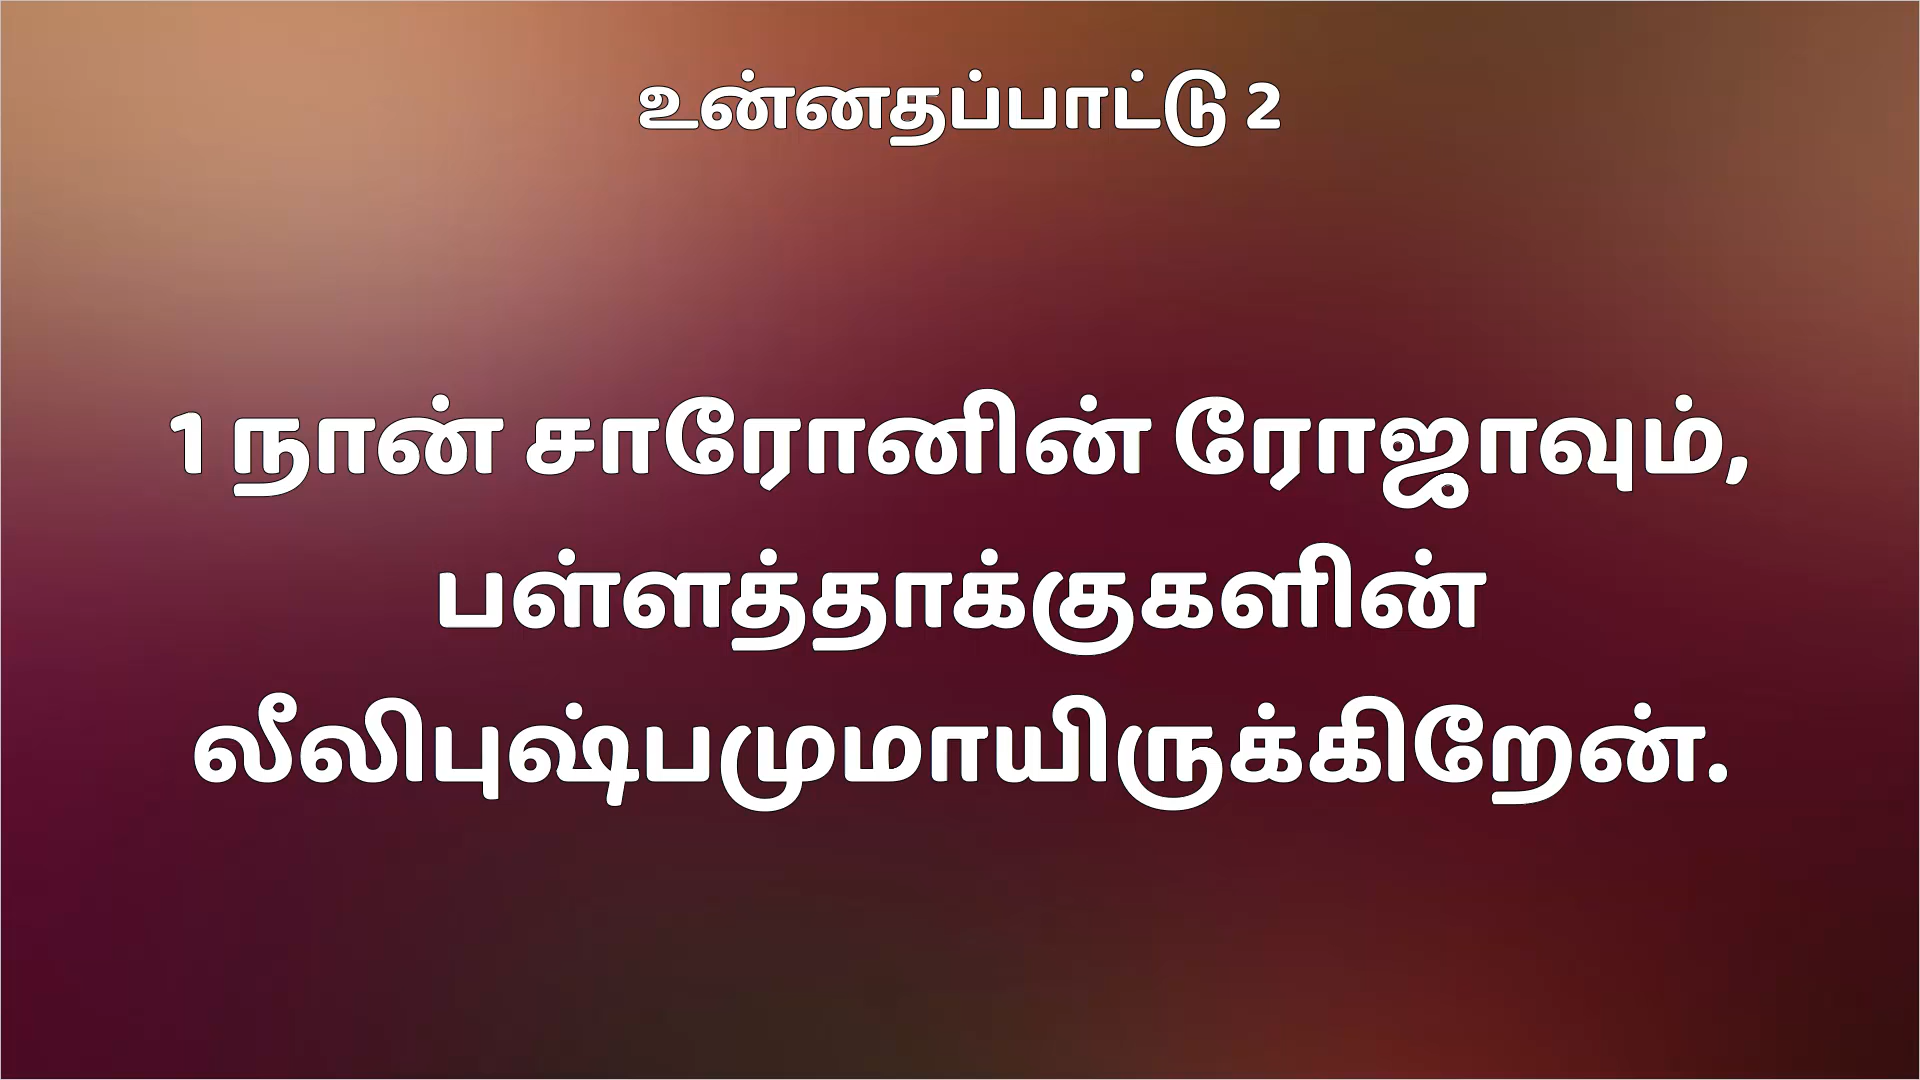 உன்னதப்பாட்டு 2
1 நான் சாரோனின் ரோஜாவும்,
பள்ளத்தாக்குகளின்
லீலிபுஷ்பமுமாயிருக்கிறேன்.